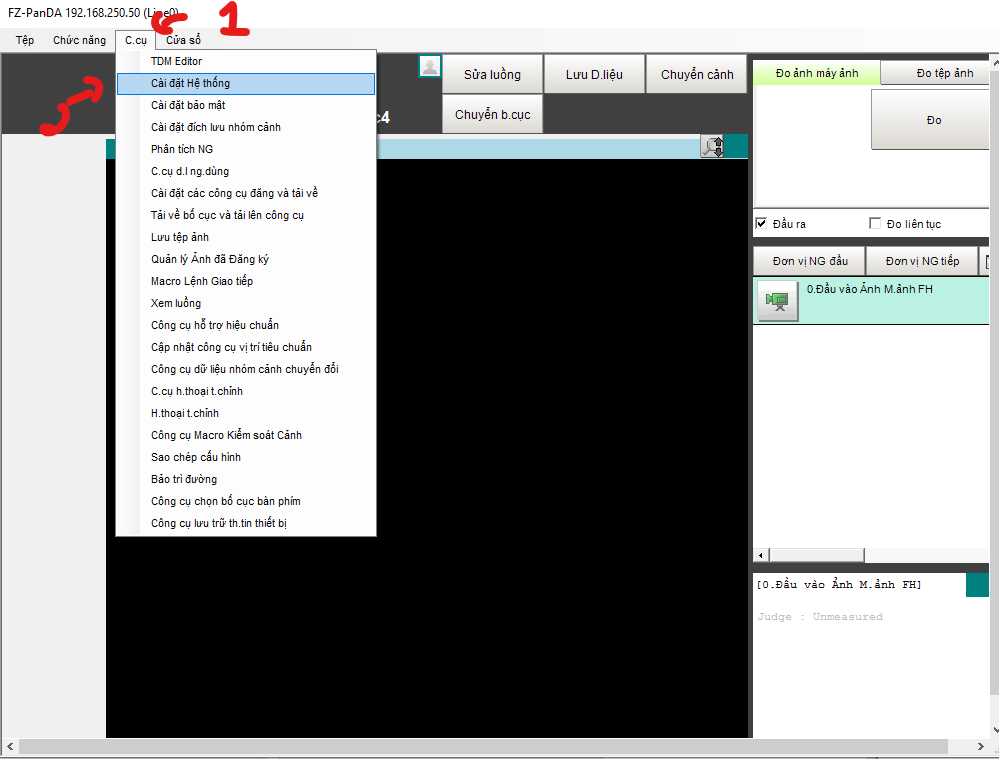 FZ-PanDA 192.168.250.50 (Line0)
1
Tệp Chức năng C.cụ Cửa sổ
TDM Editor
Cài đặt Hệ thống
Cài đặt bảo mật
Cài đặt đích lưu nhóm cảnh
Phân tích NG
C.cụ d.l ng.dùng
Cài đặt các công cụ đăng và tải về
Tải về bố cục và tải lên công cụ
Lưu tệp ảnh
Quản lý Ảnh đã Đăng ký
Macro Lệnh Giao tiếp
Xem luồng
Công cụ hỗ trợ hiệu chuẩn
Cập nhật công cụ vị trí tiêu chuẩn
Công cụ dữ liệu nhóm cảnh chuyển đổi
C.cụ h.thoại t.chỉnh
H.thoại t.chỉnh
Công cụ Macro Kiểm soát Cảnh
Sao chép cấu hình
Bảo trì đường
Công cụ chọn bố cục bàn phím
Công cụ lưu trữ th.tin thiết bị
c4
Sửa luồng Lưu D.liệu Chuyển cảnh
Chuyển b.cục
Đo ảnh máy ảnh Đo tệp ảnh
Đo
Đầu ra Đo liên tục
Đơn vị NG đầu Đơn vị NG tiếp
0.Đầu vào Ảnh M.ảnh FH
[0.Đầu vào Ảnh M.ảnh FH]
Judge : Unmeasured